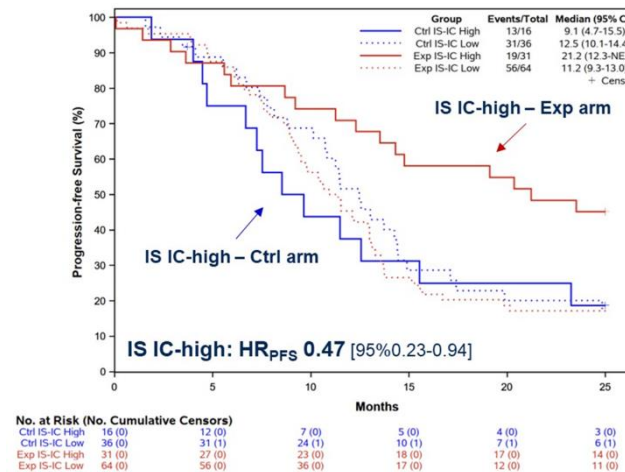 Group Events/Total Median (95% C
Ctrl IS-IC High 13/16 9.1 (4.7-15.5)
Ctrl IS-IC Low 31/36 12.5 (10.1-14.4
Exp IS-IC High 19/31 21.2 (12.3-NE
Exp IS-IC Low 56/64 11.2 (9.3-13.0
+ Cens
100
90
80
70
60
50
40
30
20
10
0
Progression-free Survival (%)
IS IC-high – Exp arm
IS IC-high – Ctrl arm
IS IC-high: HRPFS 0.47 [95%0.23-0.94]
0 5 10 15 20 25
Months
No. at Risk (No. Cumulative Censors)
Ctrl IS-IC High 16 (0) 12 (0) 7 (0) 5 (0) 4 (0) 3 (0)
Ctrl IS-IC Low 36 (0) 31 (1) 24 (1) 10 (1) 7 (1) 6 (1)
Exp IS-IC High 31 (0) 27 (0) 23 (0) 18 (0) 17 (0) 14 (0)
Exp IS-IC Low 64 (0) 56 (0) 36 (0) 17 (0) 12 (0) 11 (0)